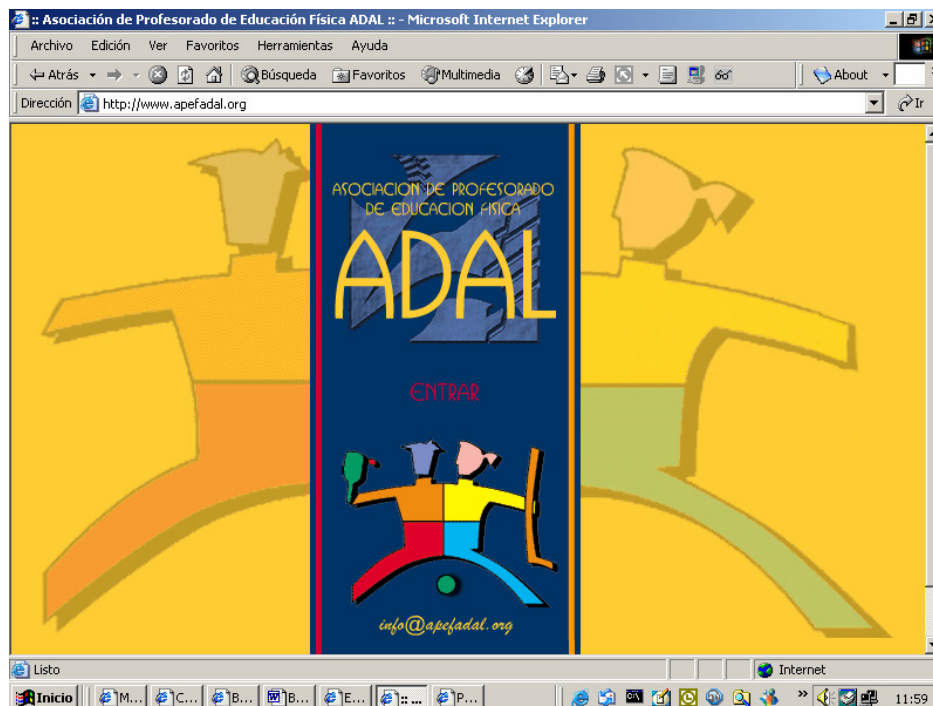 :: Asociación de Profesorado de Educación Física ADAL :: - Microsoft Internet Explorer
Archivo Edición Ver Favoritos Herramientas Ayuda
Atrás Búsqueda Favoritos Multimedia About
Dirección http://www.apefadal.org Ir
ASOCIACION DE PROFESORADO
DE EDUCACION FISICA
ADAL
ENTRAR
info@apefadal.org
Listo Internet
Inicio M... C... B... B... E... ::... P... » 11:59